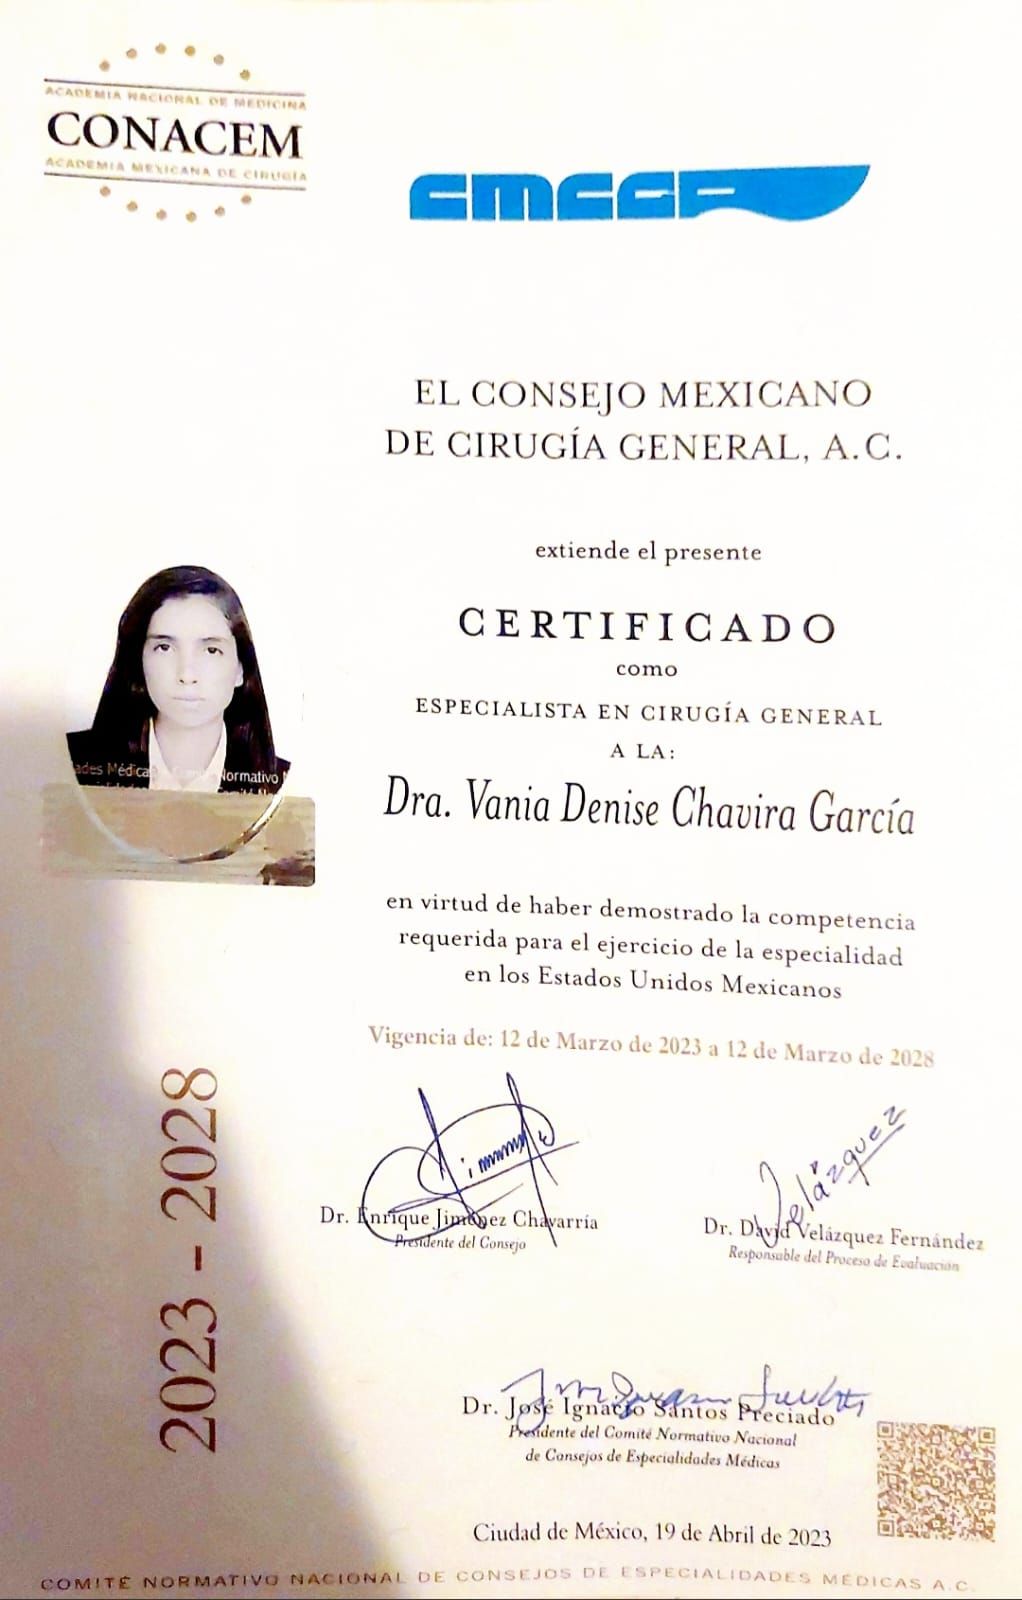 ACADEMIA NACIONAL DE MEDICINA
CONACEM
ACADEMIA MEXICANA DE CIRUGÍA
CMCG
EL CONSEJO MEXICANO
DE CIRUGÍA GENERAL, A.C.
extiende el presente
CERTIFICADO
como
ESPECIALISTA EN CIRUGÍA GENERAL
A LA:
Dra. Vania Denise Chavira García
ades Médica Normativo
en virtud de haber demostrado la competencia
requerida para el ejercicio de la especialidad
en los Estados Unidos Mexicanos
Vigencia de: 12 de Marzo de 2023 a 12 de Marzo de 2028
2023 - 2028
Velázquez
Dr. Enrique Jiménez Chavarría
Presidente del Consejo
Dr. David Velázquez Fernández
Responsable del Proceso de Evaluación
Dr. José Ignacio Santos Preciado
Presidente del Comité Normativo Nacional
de Consejos de Especialidades Médicas
Ciudad de México, 19 de Abril de 2023
COMITÉ NORMATIVO NACIONAL DE CONSEJOS DE ESPECIALIDADES MÉDICAS A.C.